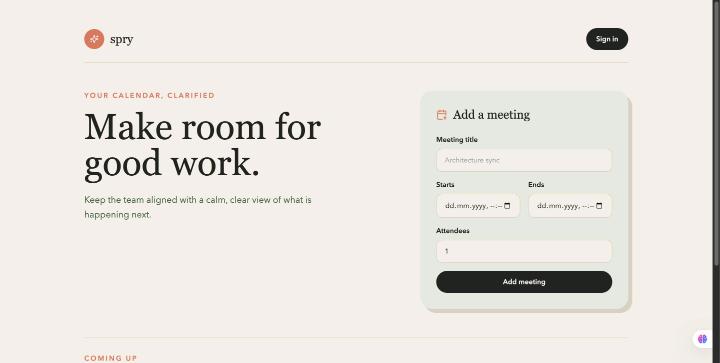 spry
Sign in
YOUR CALENDAR, CLARIFIED
Make room for
good work.
Keep the team aligned with a calm, clear view of what is
happening next.
Add a meeting
Meeting title
Architecture sync
Starts
Ends
dd.mm.yyyy, --:--
dd.mm.yyyy, --:--
Attendees
1
Add meeting
COMING UP